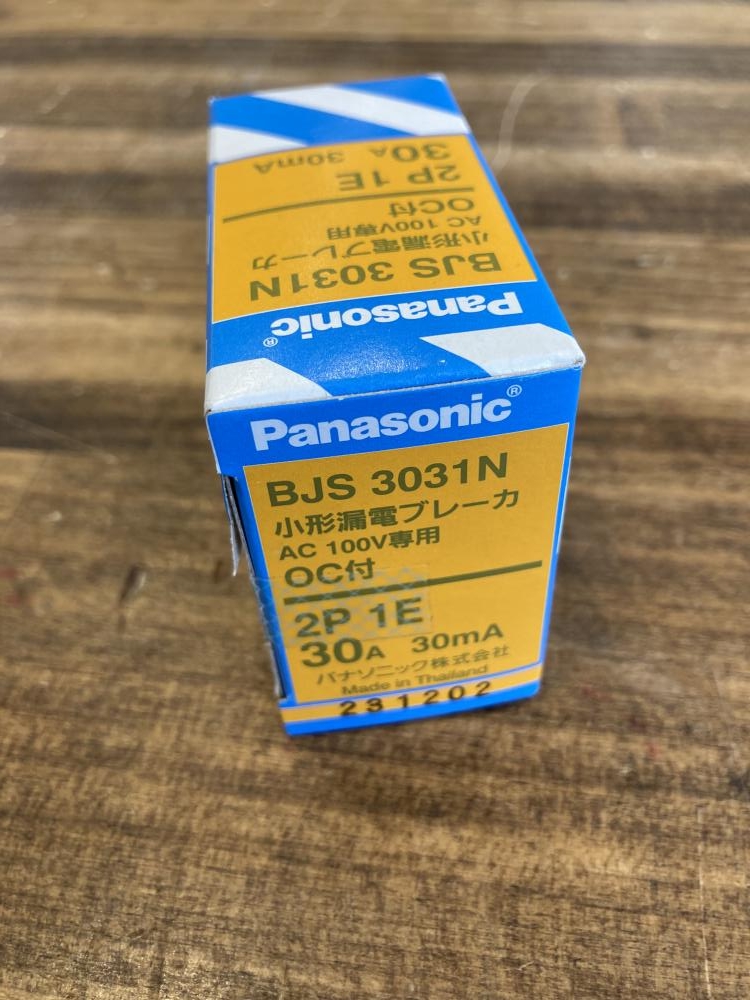 30A 30mA
2P 1E
OC付
AC 100V専用
小形漏電ブレーカ
BJS 3031N
Panasonic®
Panasonic®
BJS 3031N
小形漏電ブレーカ
AC 100V専用
OC付
2P 1E
30A 30mA
パナソニック株式会社
Made in Thailand
231202